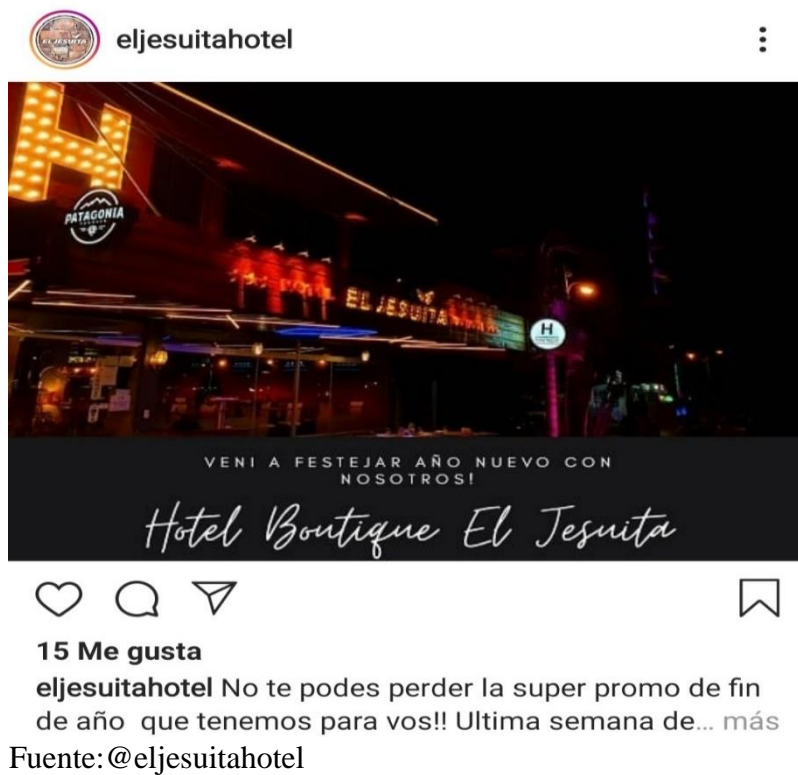 EL JESUITA
eljesuitahotel
H
PATAGONIA
EL JESUITA
H
VENI A FESTEJAR AÑO NUEVO CON
NOSOTROS!
Hotel Boutique El Jesuita
15 Me gusta
eljesuitahotel No te podes perder la super promo de fin
de año que tenemos para vos!! Ultima semana de... más
Fuente:@eljesuitahotel